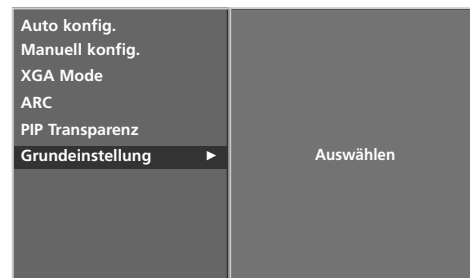 Auto konfig.
Manuell konfig.
XGA Mode
ARC
PIP Transparenz
Grundeinstellung ►
Auswählen